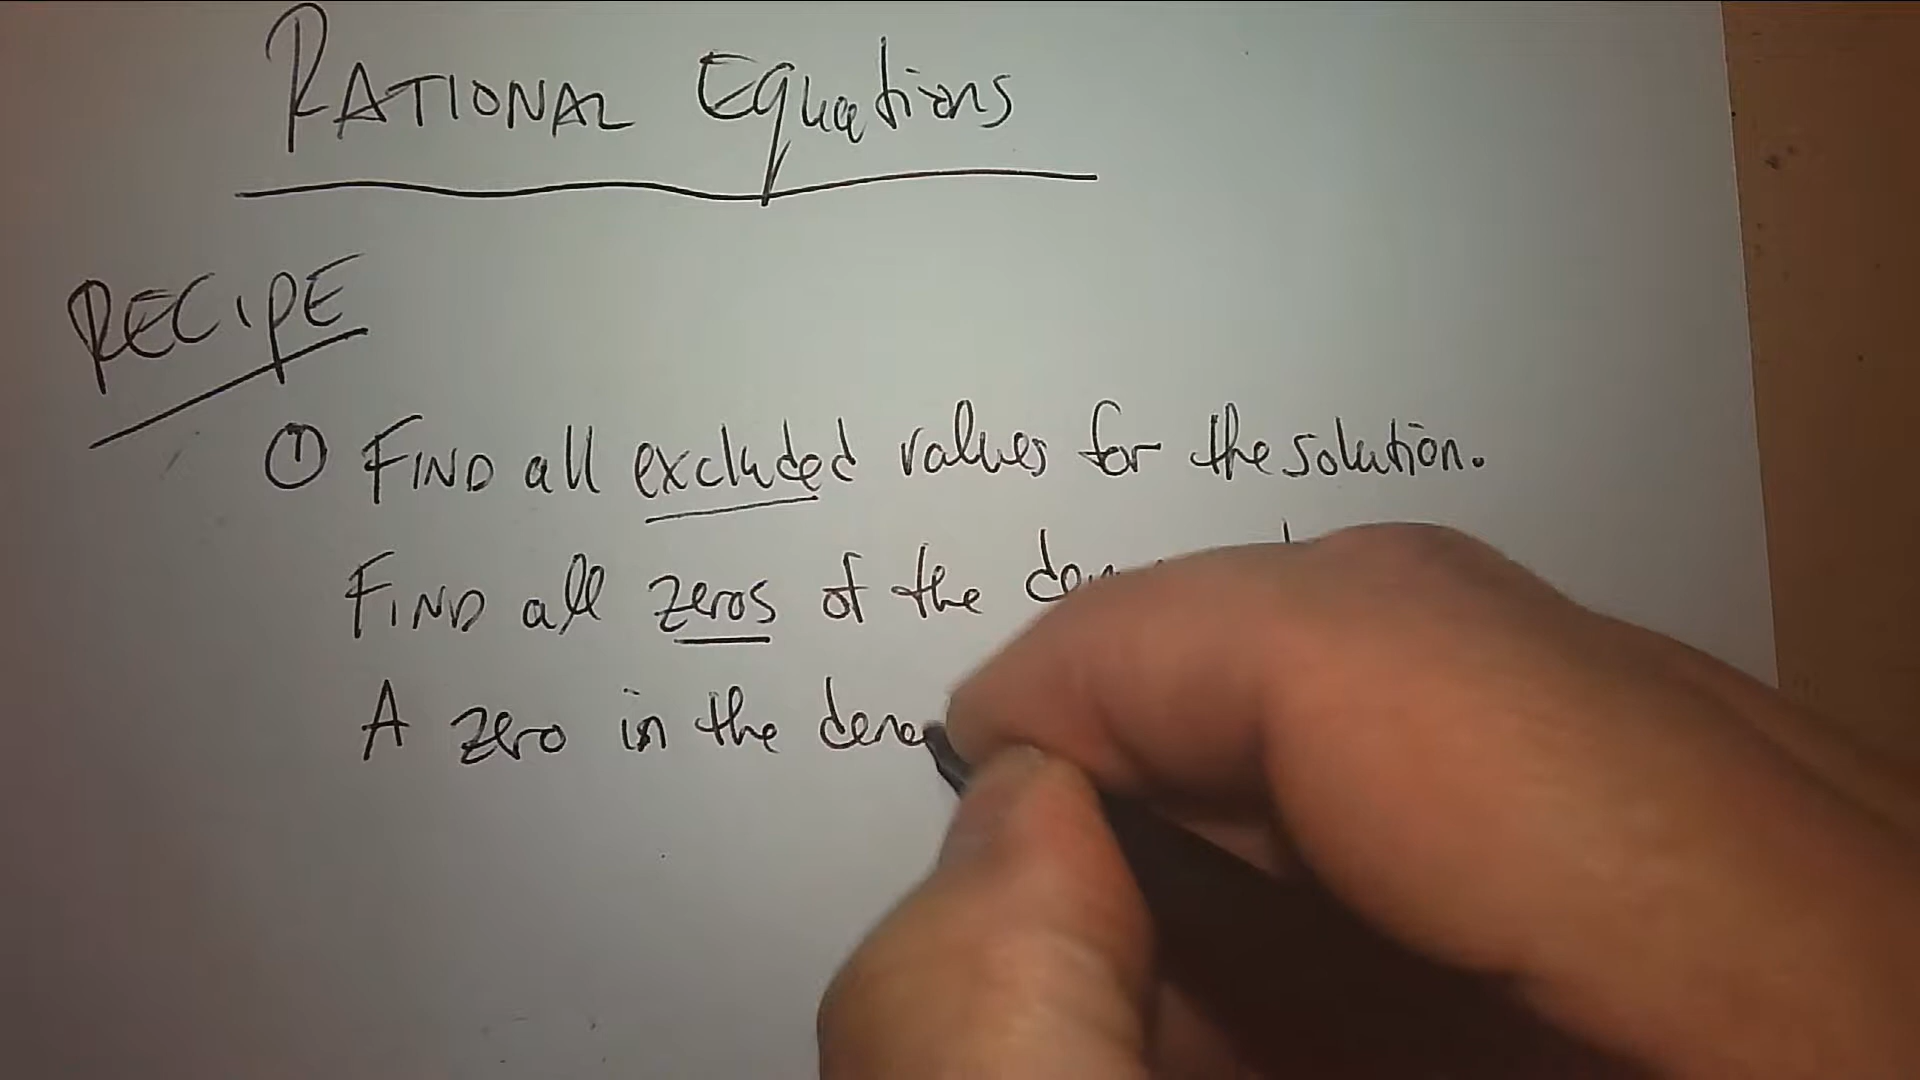 RATIONAL Equations
RECIPE
① FIND all excluded values for the solution.
FIND all zeros of the
A zero in the